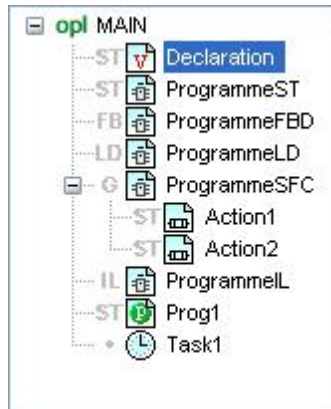 opl MAIN
ST Declaration
ST ProgrammeST
FB ProgrammeFBD
LD ProgrammeLD
G ProgrammeSFC
ST Action1
ST Action2
IL ProgrammeIL
ST Prog1
Task1